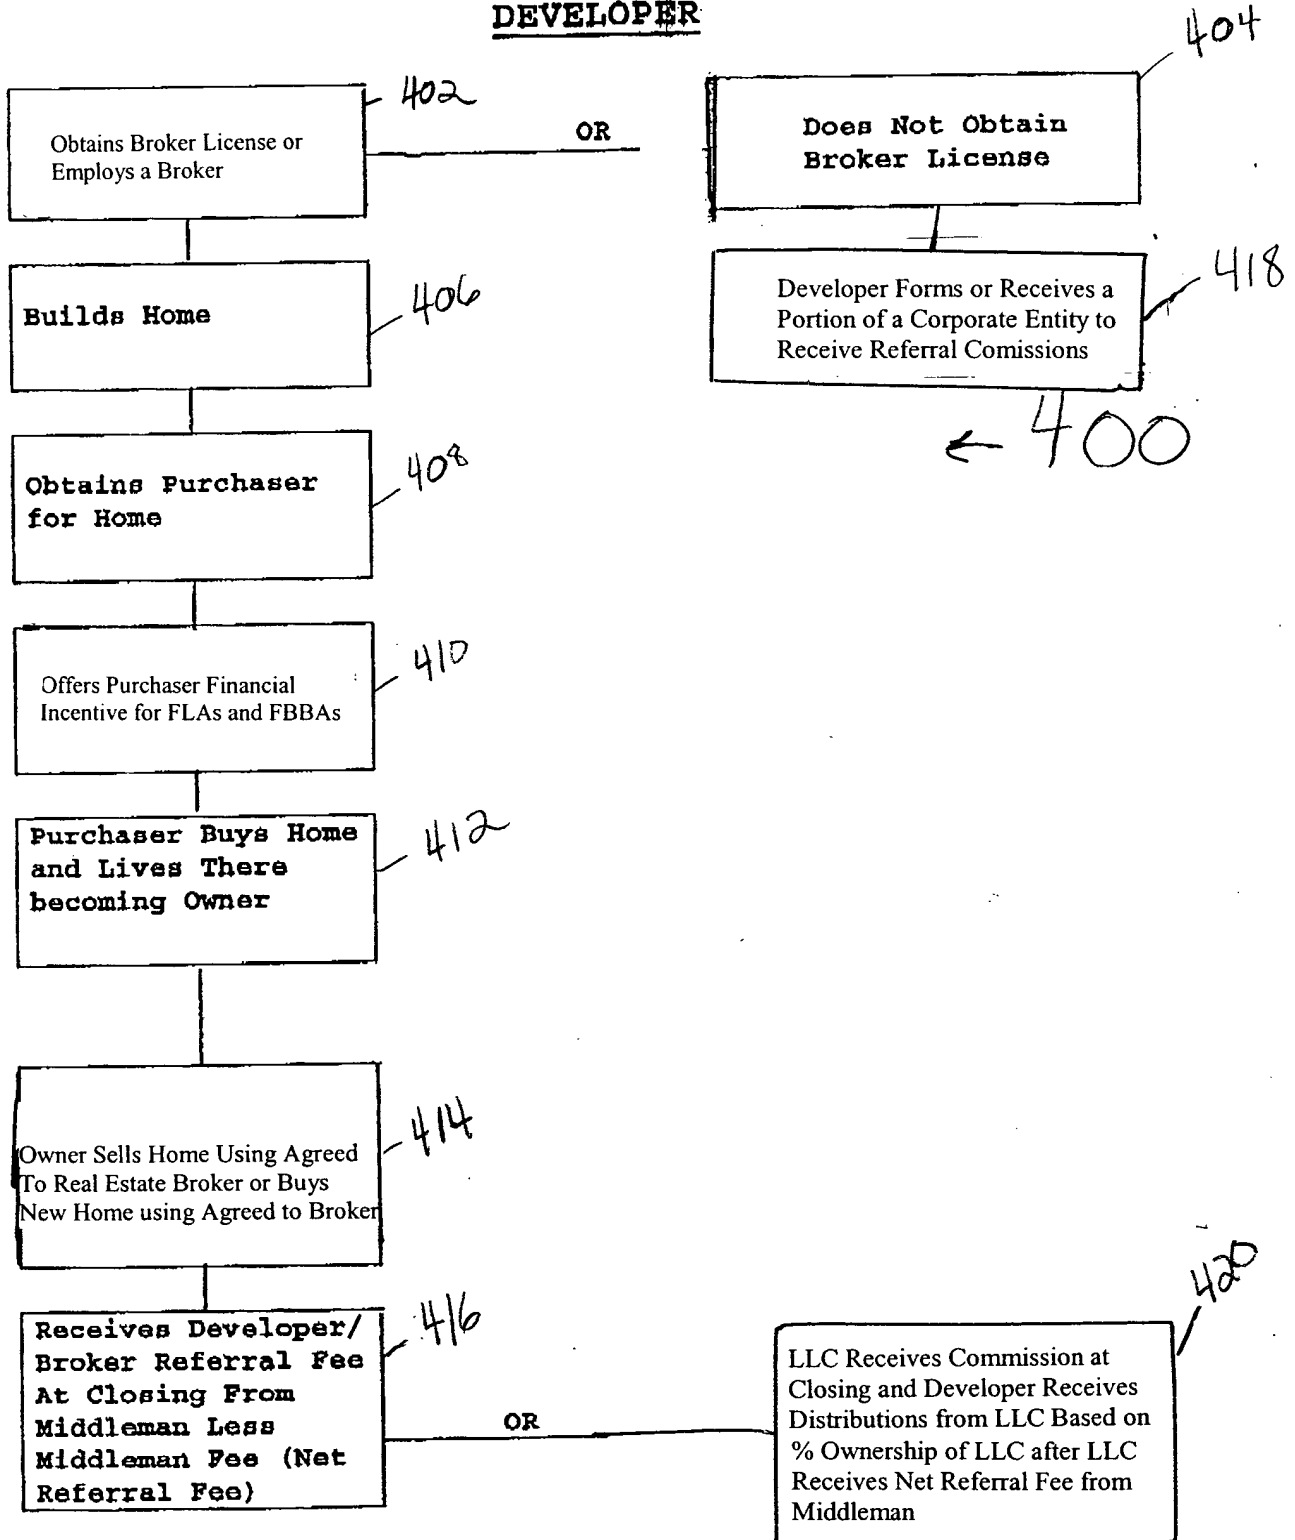 DEVELOPER
402
404
Obtains Broker License or
Employs a Broker
OR
Does Not Obtain
Broker License
Builds Home
406
Developer Forms or Receives a
Portion of a Corporate Entity to
Receive Referral Comissions
418
← 400
Obtains Purchaser
for Home
408
Offers Purchaser Financial
Incentive for FLAs and FBBAs
410
Purchaser Buys Home
and Lives There
becoming Owner
412
Owner Sells Home Using Agreed
To Real Estate Broker or Buys
New Home using Agreed to Broker
414
Receives Developer/
Broker Referral Fee
At Closing From
Middleman Less
Middleman Fee (Net
Referral Fee)
416
OR
LLC Receives Commission at
Closing and Developer Receives
Distributions from LLC Based on
% Ownership of LLC after LLC
Receives Net Referral Fee from
Middleman
420